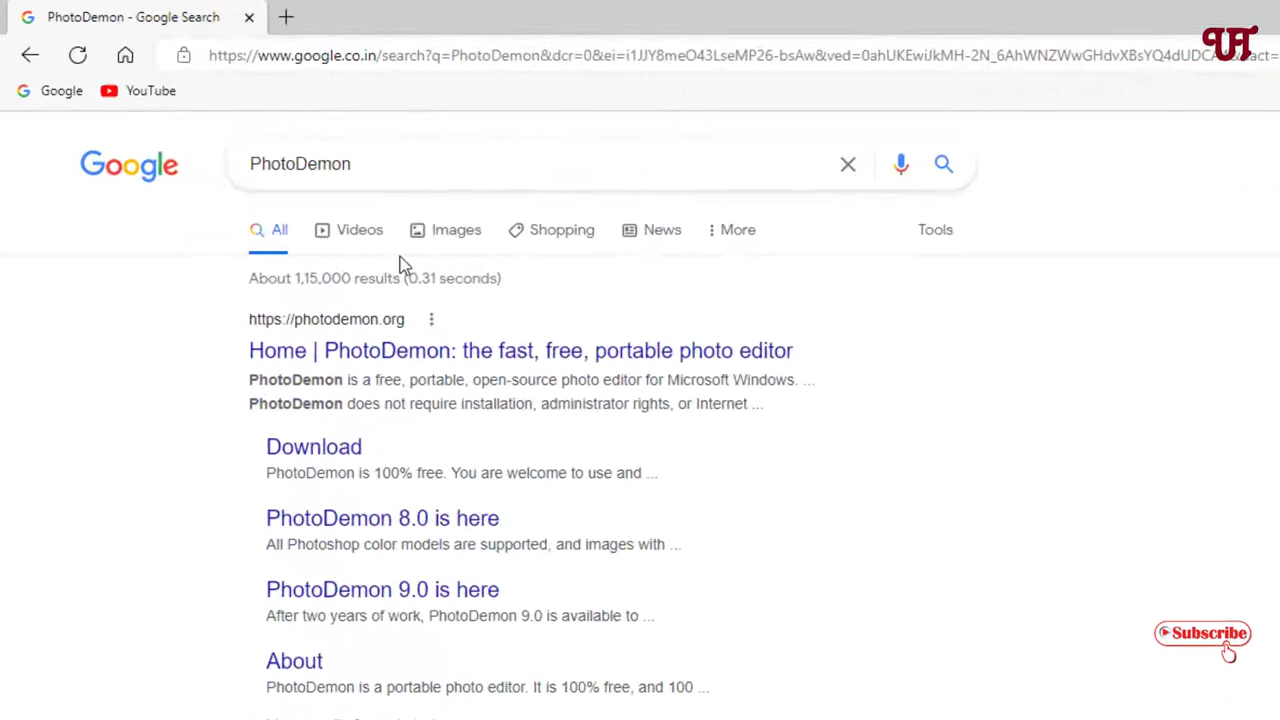 PhotoDemon - Google Search
UA
https://www.google.co.in/search?q=PhotoDemon&dcr=0&ei=i1JJY8meO43LseMP26-bsAw&ved=0ahUKEwiJkMH-2N_6AhWNZWwGHdvXBsYQ4dUDCA
Google YouTube
Google PhotoDemon
All Videos Images Shopping News More Tools
About 1,15,000 results (0.31 seconds)
https://photodemon.org
Home | PhotoDemon: the fast, free, portable photo editor
PhotoDemon is a free, portable, open-source photo editor for Microsoft Windows. ...
PhotoDemon does not require installation, administrator rights, or Internet ...
Download
PhotoDemon is 100% free. You are welcome to use and ...
PhotoDemon 8.0 is here
All Photoshop color models are supported, and images with ...
PhotoDemon 9.0 is here
After two years of work, PhotoDemon 9.0 is available to ...
Subscribe
About
PhotoDemon is a portable photo editor. It is 100% free, and 100 ...